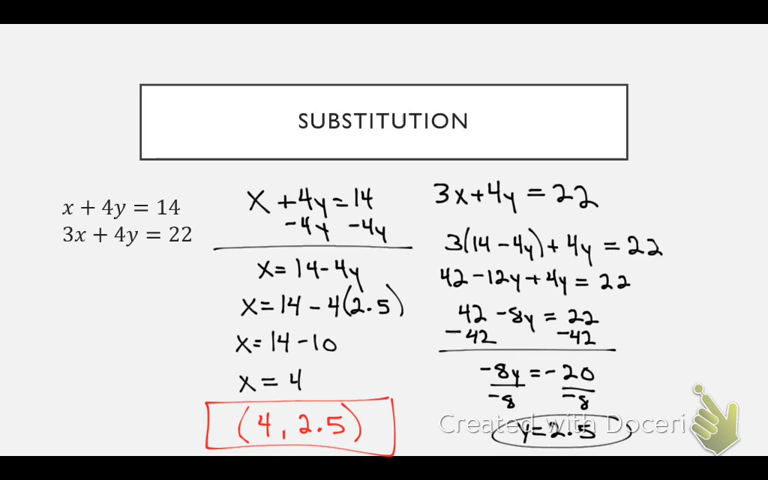 SUBSTITUTION
x + 4y = 14
3x + 4y = 22
x + 4y = 14
-4y -4y
x = 14 - 4y
x = 14 - 4(2.5)
x = 14 - 10
x = 4
(4, 2.5)
3x + 4y = 22
3(14 - 4y) + 4y = 22
42 - 12y + 4y = 22
42 - 8y = 22
-42 -42
-8y = -20
-8 -8
y = 2.5
Created with Doceri